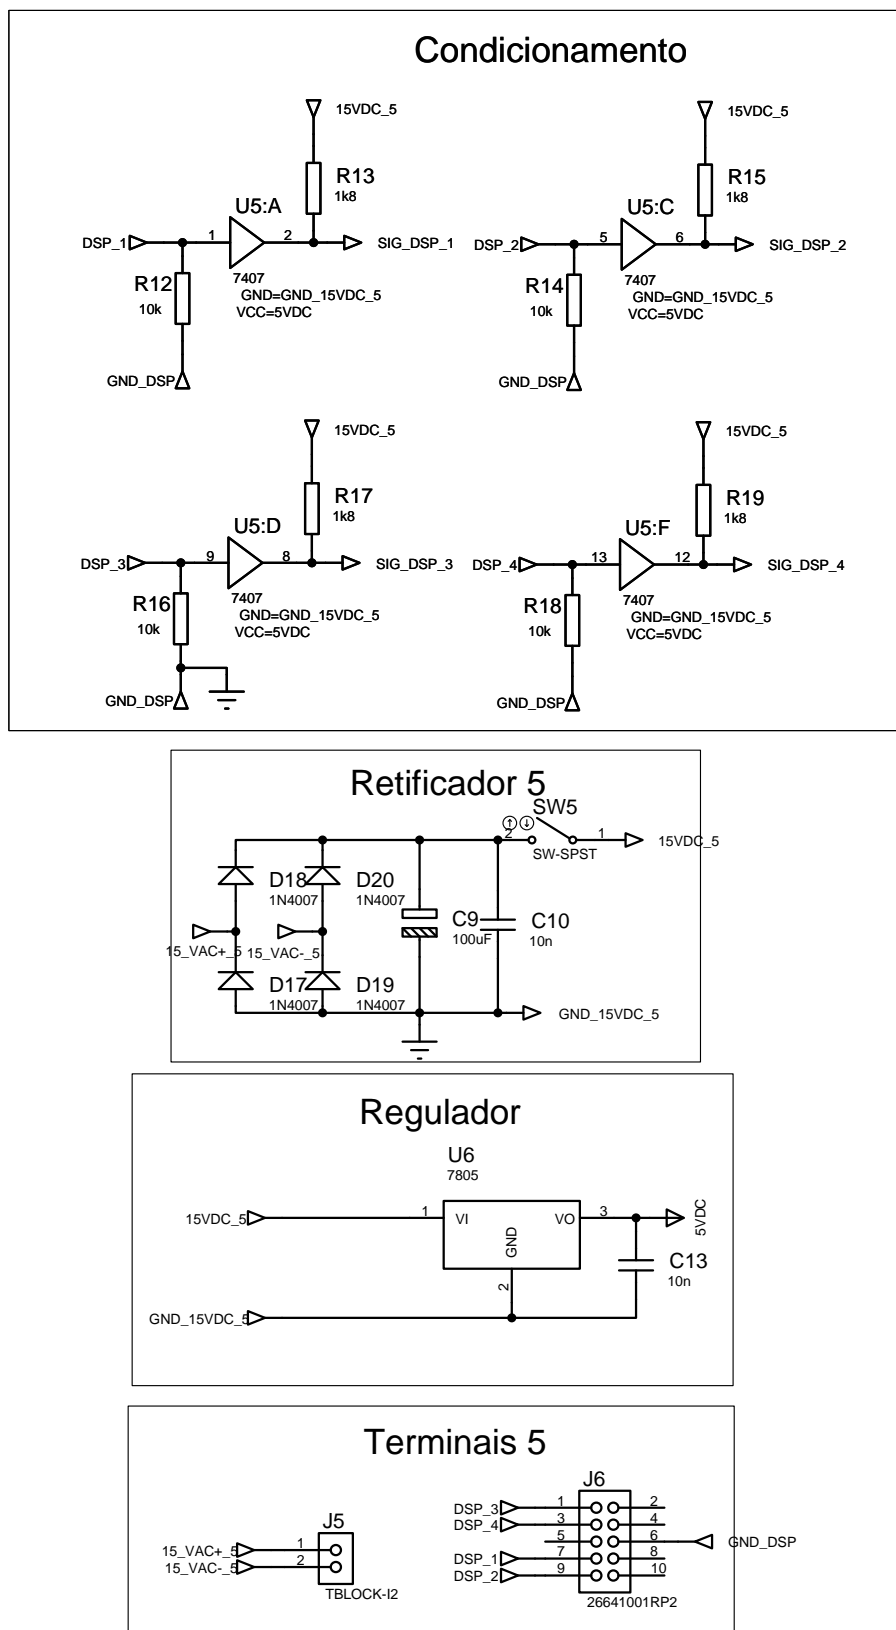 Condicionamento
15VDC_5
R13
1k8
U5:A
DSP_1
1
2
SIG_DSP_1
R12
10k
7407
GND=GND_15VDC_5
VCC=5VDC
GND_DSP
15VDC_5
R15
1k8
U5:C
DSP_2
5
6
SIG_DSP_2
R14
10k
7407
GND=GND_15VDC_5
VCC=5VDC
GND_DSP
15VDC_5
R17
1k8
U5:D
DSP_3
9
8
SIG_DSP_3
R16
10k
7407
GND=GND_15VDC_5
VCC=5VDC
GND_DSP
15VDC_5
R19
1k8
U5:F
DSP_4
13
12
SIG_DSP_4
R18
10k
7407
GND=GND_15VDC_5
VCC=5VDC
GND_DSP
Retificador 5
SW5
2
1
15VDC_5
SW-SPST
D18
1N4007
D20
1N4007
C9
100uF
C10
10n
15_VAC+_5
15_VAC-_5
D17
1N4007
D19
1N4007
GND_15VDC_5
Regulador
U6
7805
15VDC_5
1
VI
VO
3
5VDC
GND
2
C13
10n
GND_15VDC_5
Terminais 5
J5
15_VAC+_5
1
15_VAC-_5
2
TBLOCK-I2
J6
DSP_3
1
2
DSP_4
3
4
5
6
GND_DSP
DSP_1
7
8
DSP_2
9
10
26641001RP2